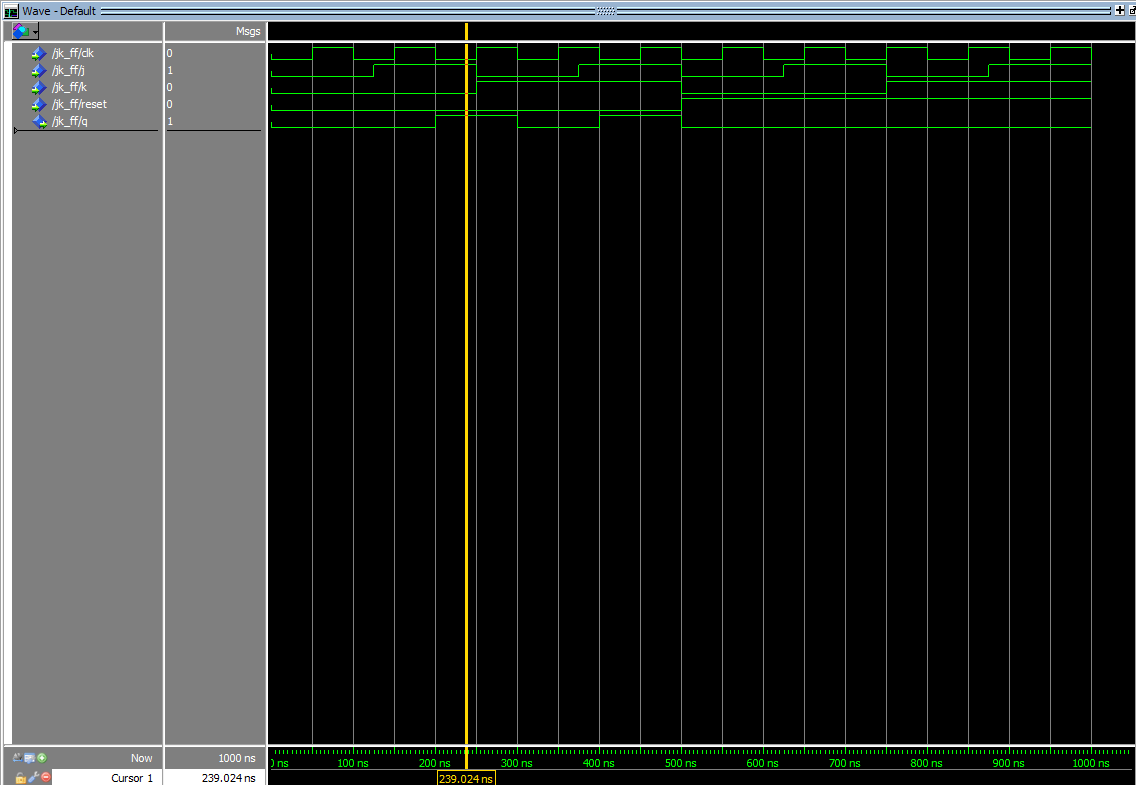 Wave - Default
Msgs
/jk_ff/clk 0
/jk_ff/j 1
/jk_ff/k 0
/jk_ff/reset 0
/jk_ff/q 1
Now 1000 ns
ns 100 ns 200 ns 300 ns 400 ns 500 ns 600 ns 700 ns 800 ns 900 ns 1000 ns
Cursor 1 239.024 ns 239.024 ns